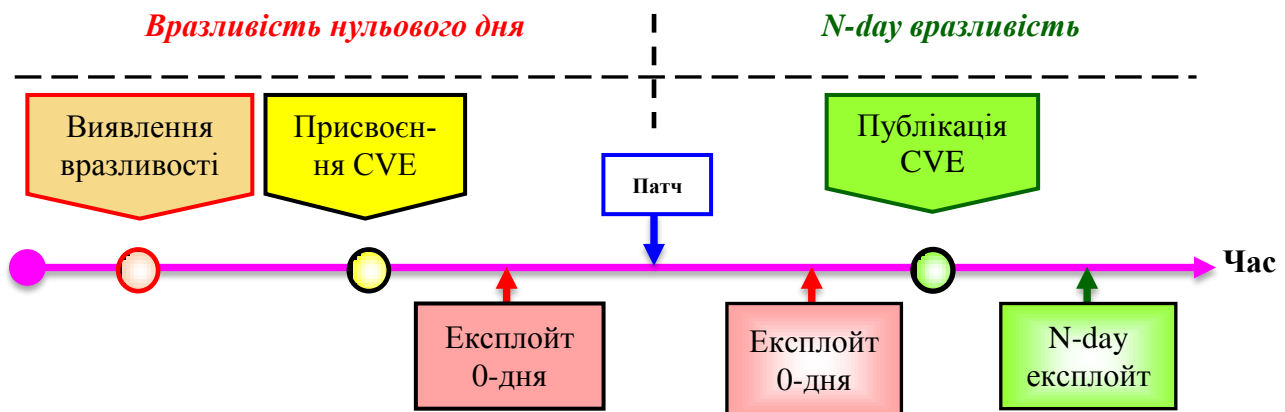 Вразливість нульового дня
N-day вразливість
Виявлення
вразливості
Присвоєн-
ня CVE
Публікація
CVE
Патч
Час
Експлойт
0-дня
Експлойт
0-дня
N-day
експлойт